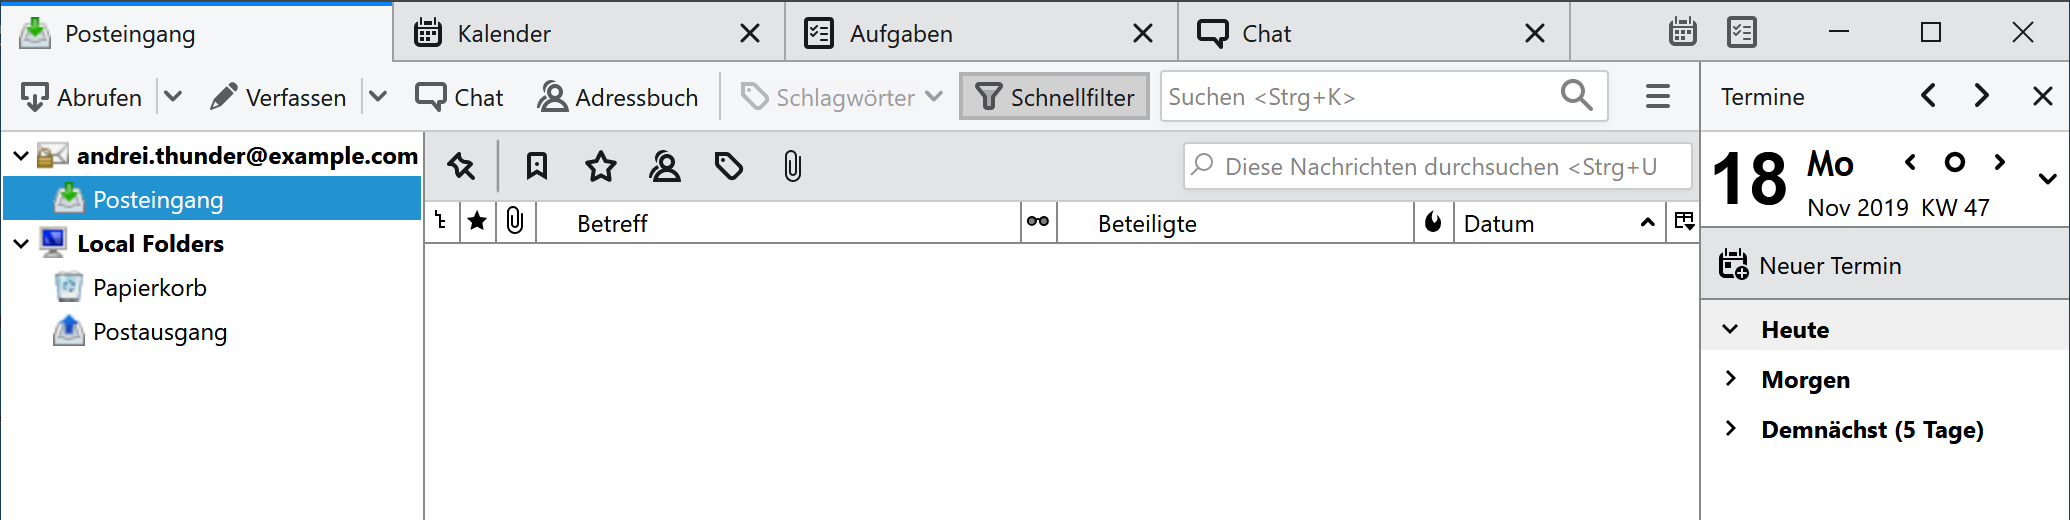 Posteingang
Kalender
Aufgaben
Chat
Abrufen
Verfassen
Chat
Adressbuch
Schlagwörter
Schnellfilter
Suchen <Strg+K>
Termine
andrei.thunder@example.com
Posteingang
Local Folders
Papierkorb
Postausgang
Diese Nachrichten durchsuchen <Strg+U
Betreff
Beteiligte
Datum
18
Mo
Nov 2019 KW 47
Neuer Termin
Heute
Morgen
Demnächst (5 Tage)